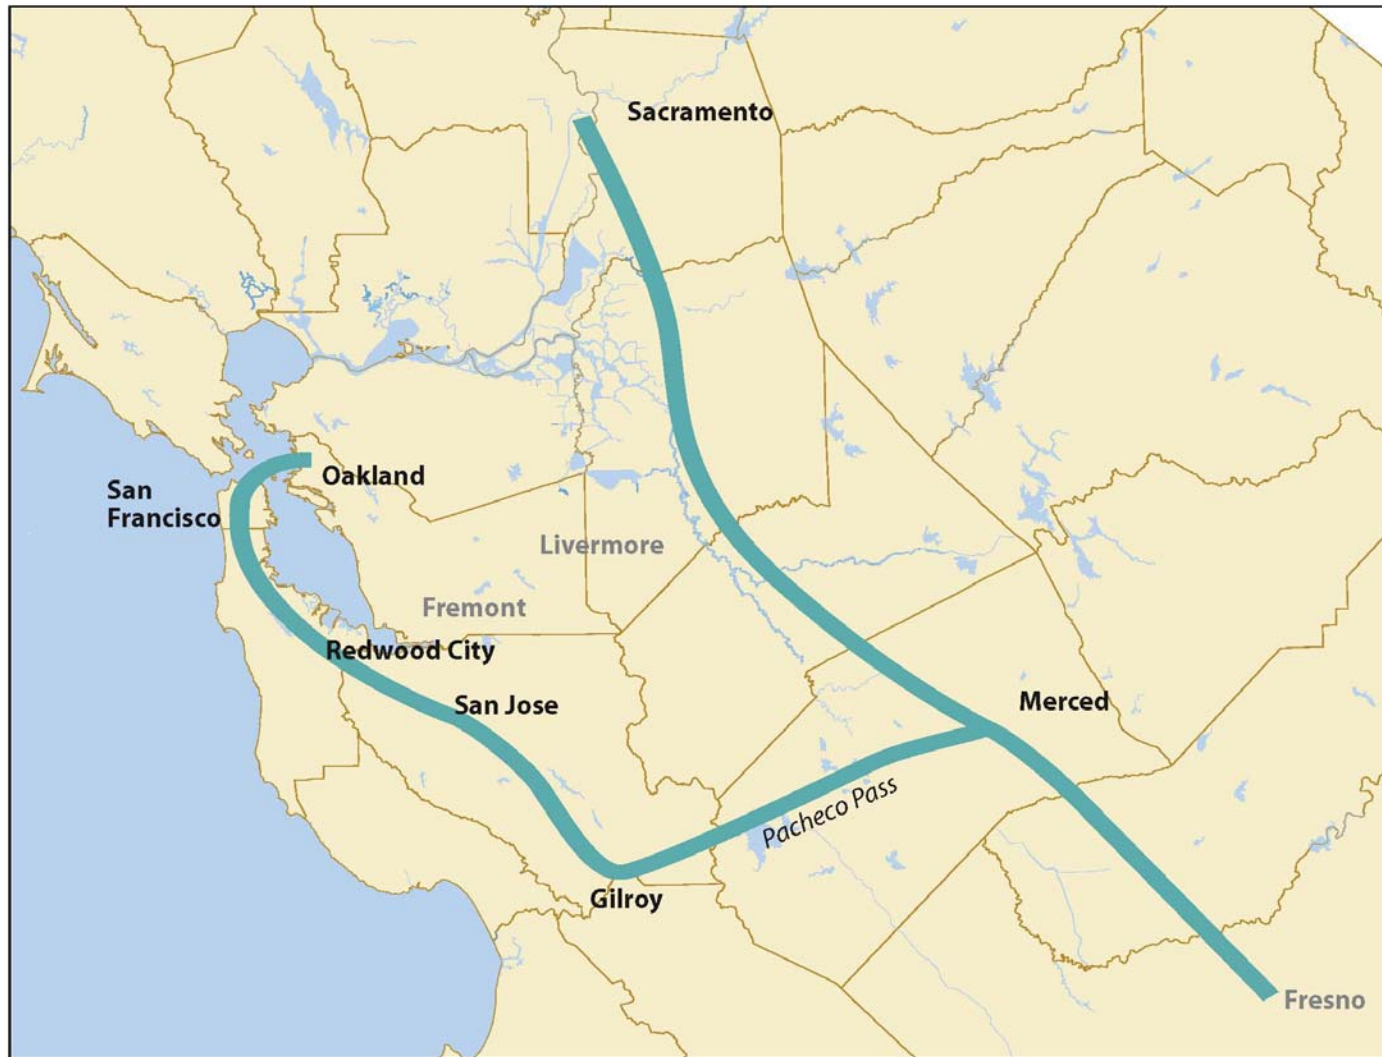 Sacramento
Oakland
San
Francisco
Livermore
Fremont
Redwood City
San Jose
Merced
Pacheco Pass
Gilroy
Fresno